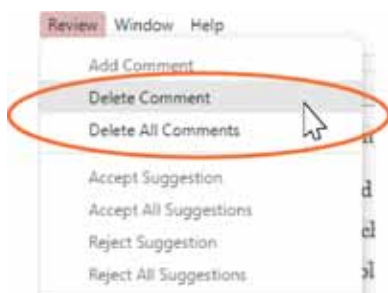 Review Window Help
Add Comment
Delete Comment
Delete All Comments
Accept Suggestion
Accept All Suggestions
Reject Suggestion
Reject All Suggestions